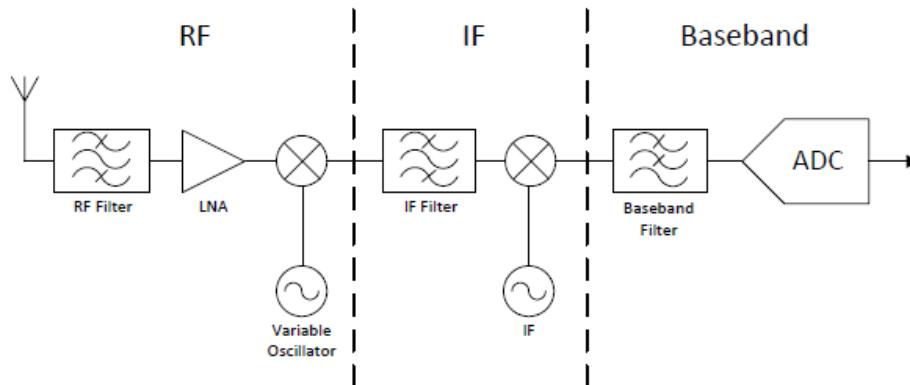 RF
IF
Baseband
RF Filter
LNA
Variable
Oscillator
IF Filter
IF
Baseband
Filter
ADC